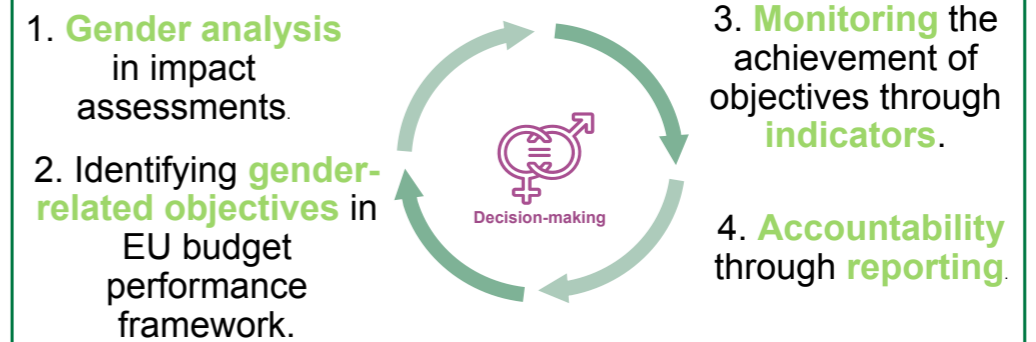 1. Gender analysis
in impact
assessments.
2. Identifying gender-
related objectives in
EU budget
performance
framework.
Decision-making
3. Monitoring the
achievement of
objectives through
indicators.
4. Accountability
through reporting.